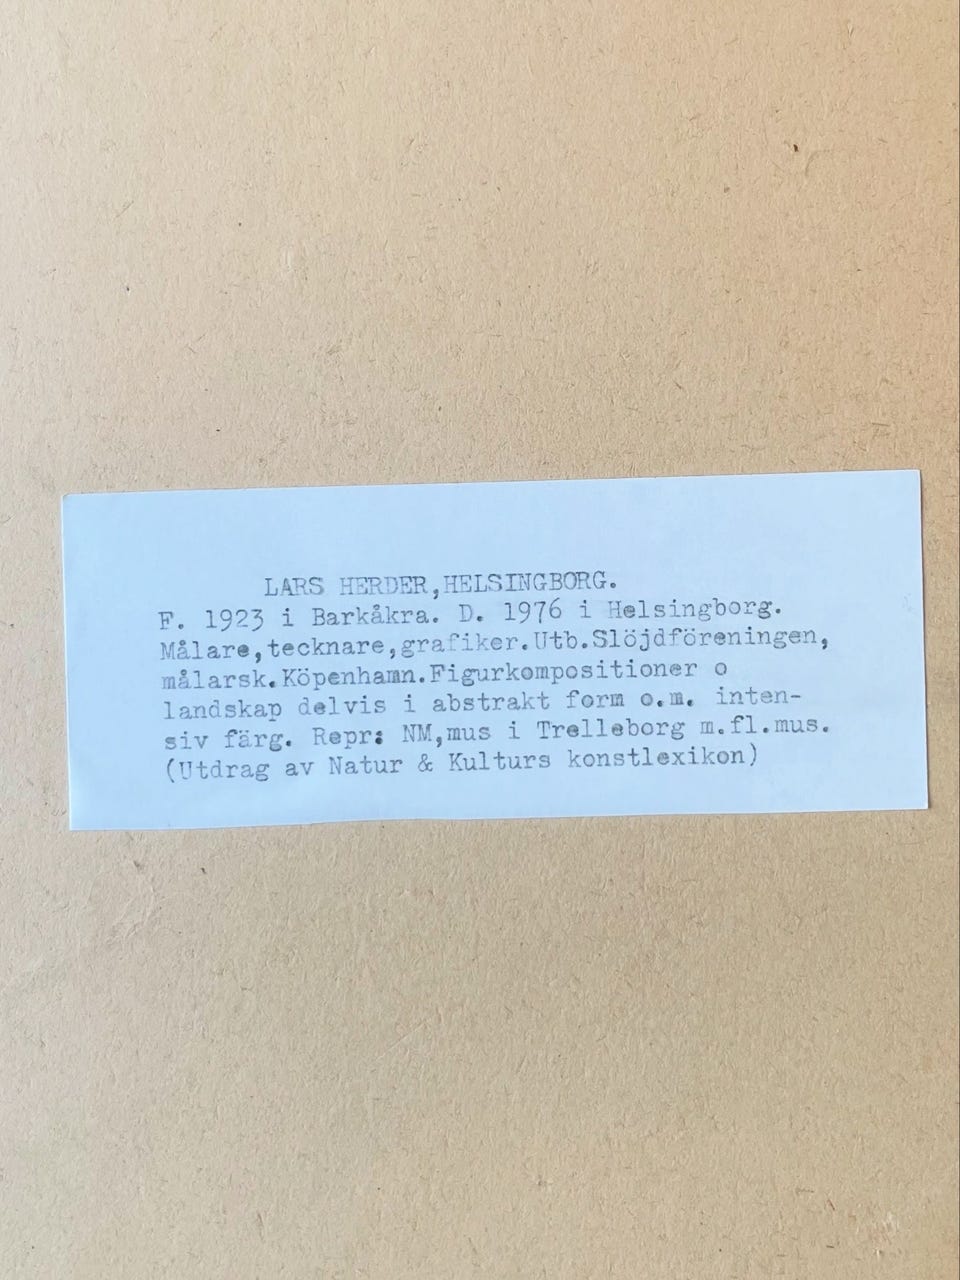 LARS HERDER,HELSINGBORG.
F. 1923 i Barkåkra. D. 1976 i Helsingborg.
Målare,tecknare,grafiker.Utb.Slöjdföreningen,
målarsk.Köpenhamn.Figurkompositioner o
landskap delvis i abstrakt form o.m. inten-
siv färg. Repr: NM,mus i Trelleborg m.fl.mus.
(Utdrag av Natur & Kulturs konstlexikon)